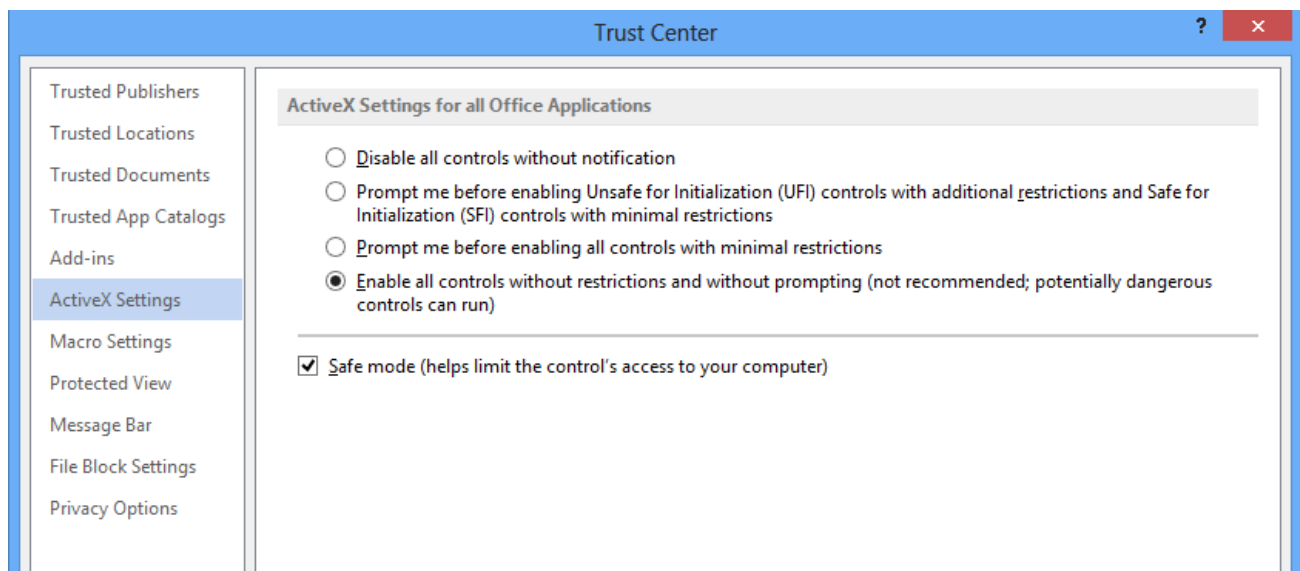 Trust Center
?
Trusted Publishers
Trusted Locations
Trusted Documents
Trusted App Catalogs
Add-ins
ActiveX Settings
Macro Settings
Protected View
Message Bar
File Block Settings
Privacy Options
ActiveX Settings for all Office Applications
Disable all controls without notification
Prompt me before enabling Unsafe for Initialization (UFI) controls with additional restrictions and Safe for
Initialization (SFI) controls with minimal restrictions
Prompt me before enabling all controls with minimal restrictions
Enable all controls without restrictions and without prompting (not recommended; potentially dangerous
controls can run)
Safe mode (helps limit the control's access to your computer)